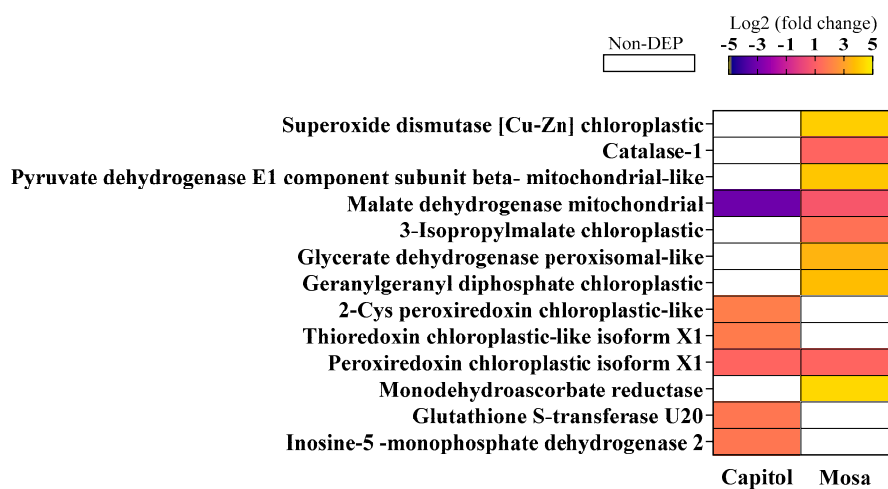 Log2 (fold change)
Non-DEP
-5 -3 -1 1 3 5
Superoxide dismutase [Cu-Zn] chloroplastic
Catalase-1
Pyruvate dehydrogenase E1 component subunit beta- mitochondrial-like
Malate dehydrogenase mitochondrial
3-Isopropylmalate chloroplastic
Glycerate dehydrogenase peroxisomal-like
Geranylgeranyl diphosphate chloroplastic
2-Cys peroxiredoxin chloroplastic-like
Thioredoxin chloroplastic-like isoform X1
Peroxiredoxin chloroplastic isoform X1
Monodehydroascorbate reductase
Glutathione S-transferase U20
Inosine-5 -monophosphate dehydrogenase 2
Capitol Mosa